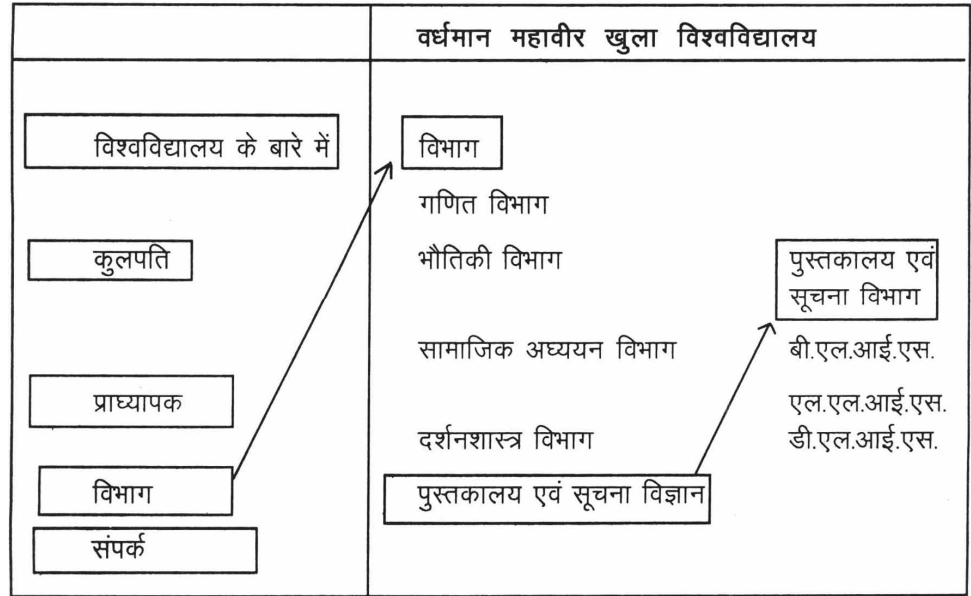 वर्धमान महावीर खुला विश्वविद्यालय
विश्वविद्यालय के बारे में
कुलपति
प्राघ्यापक
विभाग
संपर्क
विभाग
गणित विभाग
भौतिकी विभाग
सामाजिक अघ्ययन विभाग
दर्शनशास्त्र विभाग
पुस्तकालय एवं सूचना विज्ञान
पुस्तकालय एवं
सूचना विभाग
बी.एल.आई.एस.
एल.एल.आई.एस.
डी.एल.आई.एस.